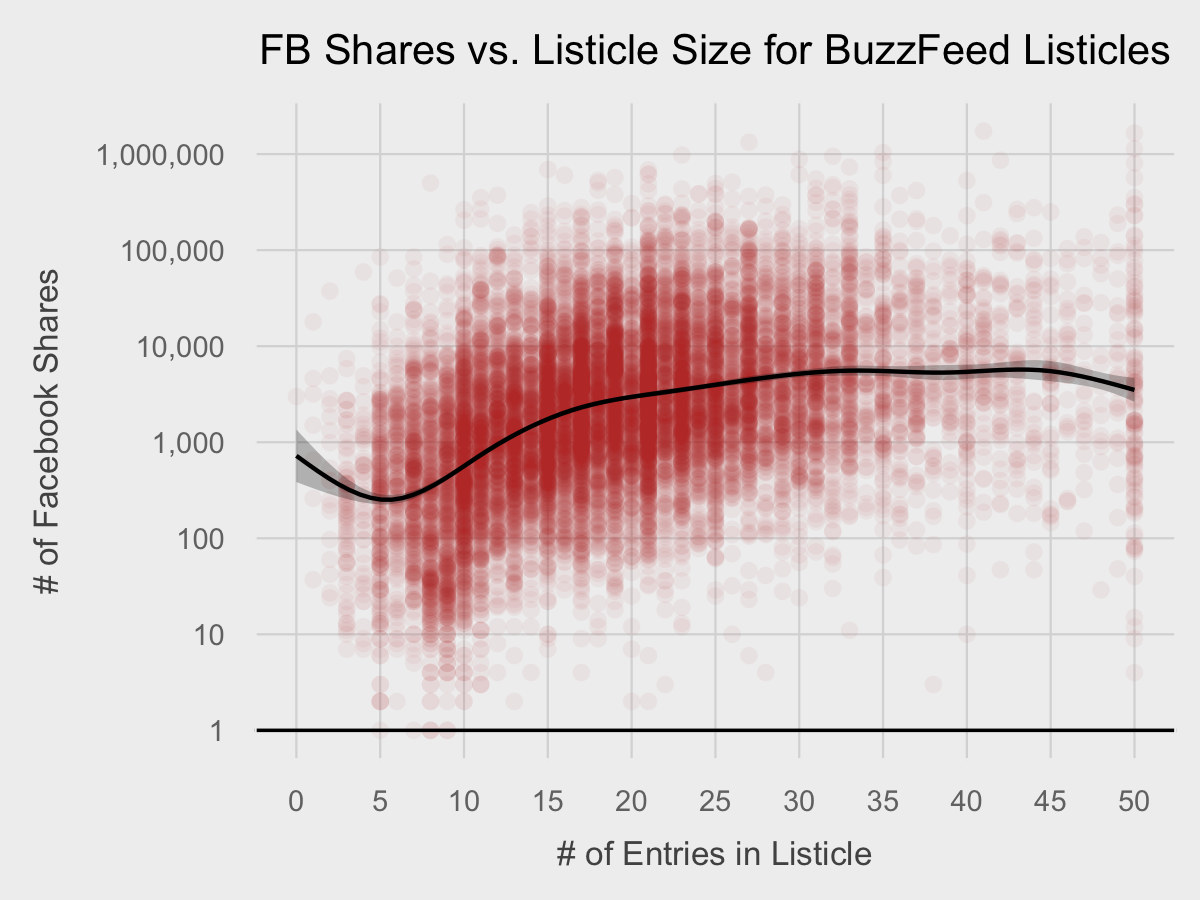 FB Shares vs. Listicle Size for BuzzFeed Listicles
# of Facebook Shares
1,000,000
100,000
10,000
1,000
100
10
1
0 5 10 15 20 25 30 35 40 45 50
# of Entries in Listicle